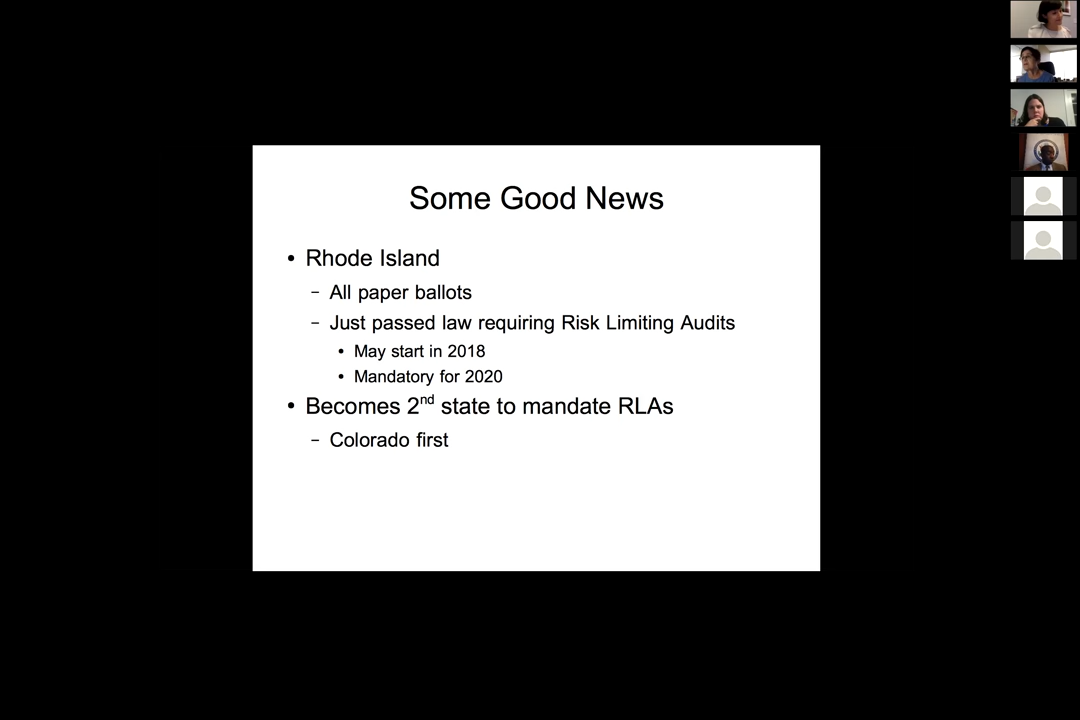 Some Good News
• Rhode Island
– All paper ballots
– Just passed law requiring Risk Limiting Audits
• May start in 2018
• Mandatory for 2020
• Becomes 2nd state to mandate RLAs
– Colorado first